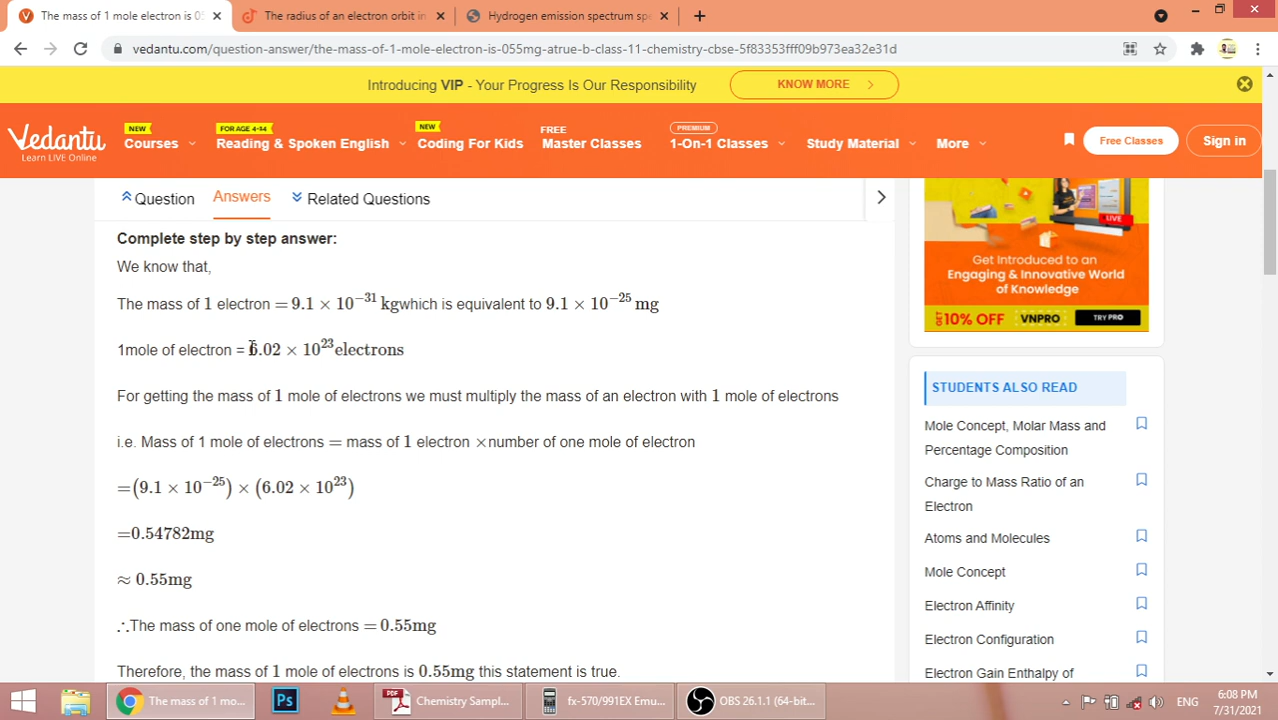 The mass of 1 mole electron is 0.5
The radius of an electron orbit in
Hydrogen emission spectrum spe
vedantu.com/question-answer/the-mass-of-1-mole-electron-is-055mg-atrue-b-class-11-chemistry-cbse-5f83353fff09b973ea32e31d
Introducing VIP - Your Progress Is Our Responsibility
KNOW MORE
Vedantu
Learn LIVE Online
NEW
Courses
FOR AGE 4-14
Reading & Spoken English
NEW
Coding For Kids
FREE
Master Classes
PREMIUM
1-On-1 Classes
Study Material
More
Free Classes
Sign in
Question
Answers
Related Questions
Complete step by step answer:
We know that,
The mass of 1 electron = 9.1 × 10⁻³¹ kgwhich is equivalent to 9.1 × 10⁻²⁵ mg
1mole of electron = 6.02 × 10²³electrons
For getting the mass of 1 mole of electrons we must multiply the mass of an electron with 1 mole of electrons
i.e. Mass of 1 mole of electrons = mass of 1 electron ×number of one mole of electron
=(9.1 × 10⁻²⁵) × (6.02 × 10²³)
=0.54782mg
≈ 0.55mg
∴The mass of one mole of electrons = 0.55mg
Therefore, the mass of 1 mole of electrons is 0.55mg this statement is true.
LIVE
Get Introduced to an
Engaging & Innovative World
of Knowledge
GET 10% OFF
VNPRO
TRY PRO
STUDENTS ALSO READ
Mole Concept, Molar Mass and
Percentage Composition
Charge to Mass Ratio of an
Electron
Atoms and Molecules
Mole Concept
Electron Affinity
Electron Configuration
Electron Gain Enthalpy of
Ps
PDF
The mass of 1 mo...
Chemistry Sampl...
fx-570/991EX Emu...
OBS 26.1.1 (64-bit...
ENG
6:08 PM
7/31/2021